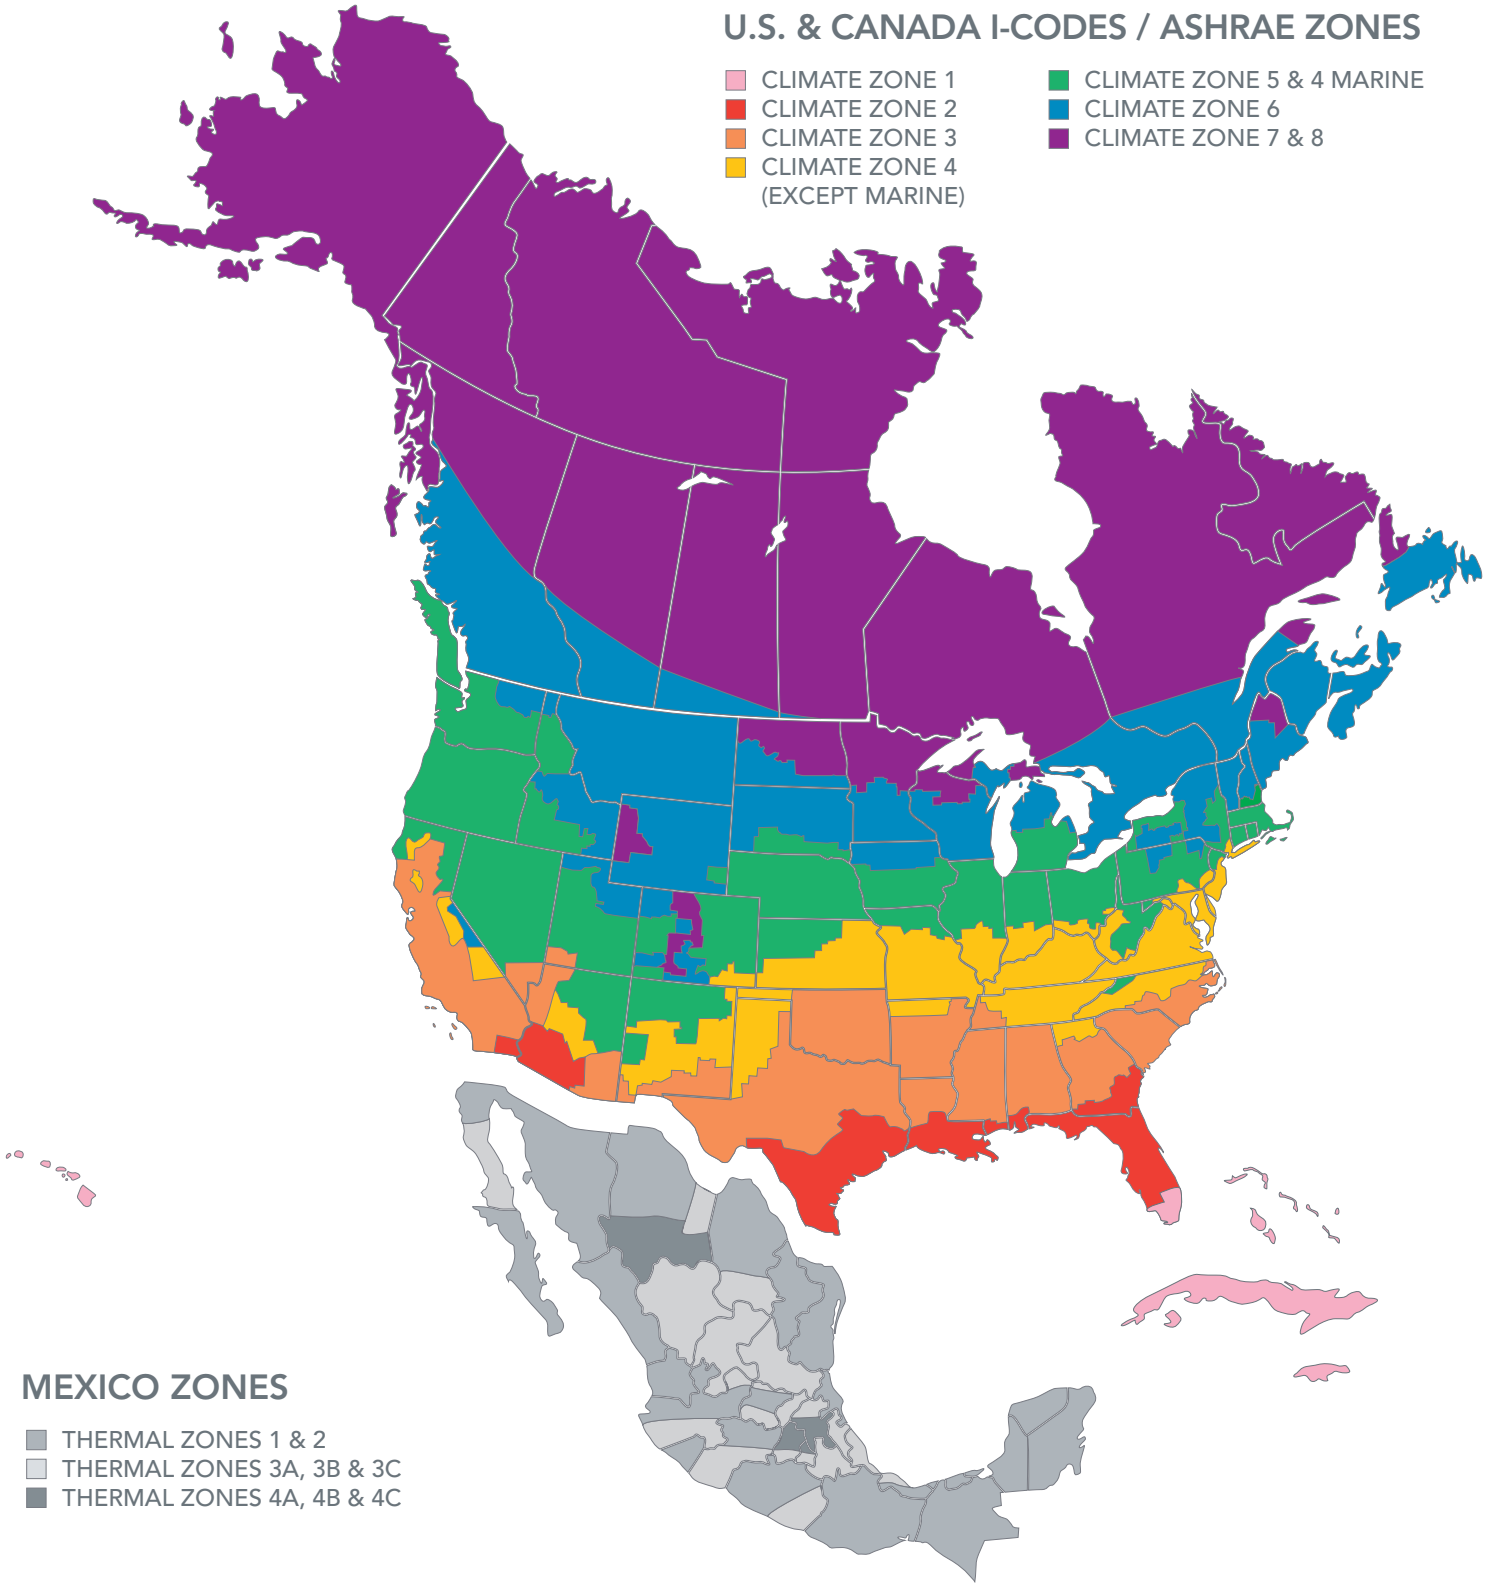 U.S. & CANADA I-CODES / ASHRAE ZONES
CLIMATE ZONE 1
CLIMATE ZONE 2
CLIMATE ZONE 3
CLIMATE ZONE 4
(EXCEPT MARINE)
CLIMATE ZONE 5 & 4 MARINE
CLIMATE ZONE 6
CLIMATE ZONE 7 & 8
MEXICO ZONES
THERMAL ZONES 1 & 2
THERMAL ZONES 3A, 3B & 3C
THERMAL ZONES 4A, 4B & 4C